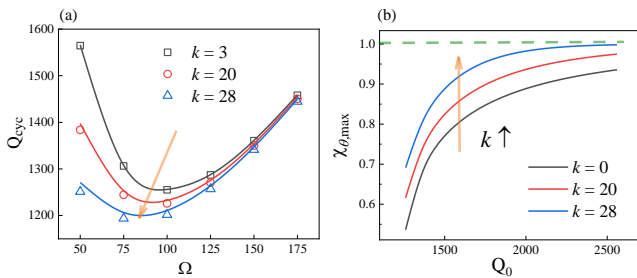 (a)
1600
1500
1400
1300
1200
Q_cyc
k = 3
k = 20
k = 28
50 75 100 125 150 175
Ω
(b)
1.0
0.9
0.8
0.7
0.6
χ_θ,max
k ↑
k = 0
k = 20
k = 28
1500 2000 2500
Q_0